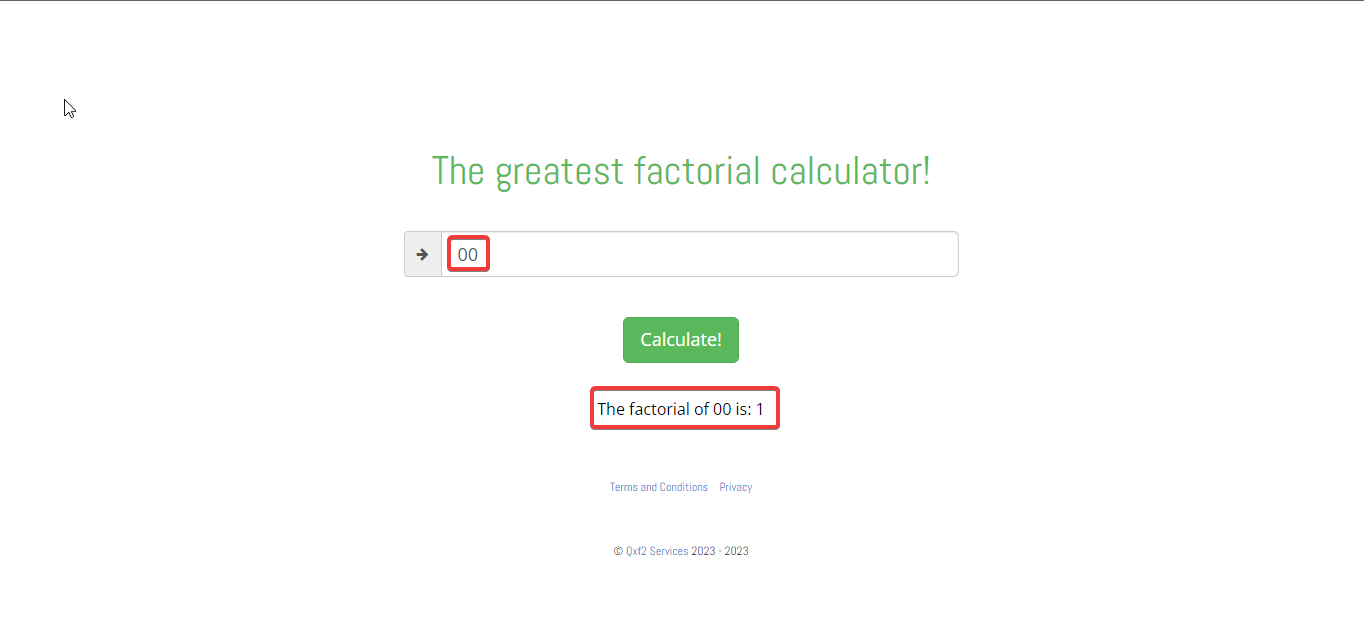 The greatest factorial calculator!
00
Calculate!
The factorial of 00 is: 1
Terms and Conditions Privacy
© Qxf2 Services 2023 - 2023